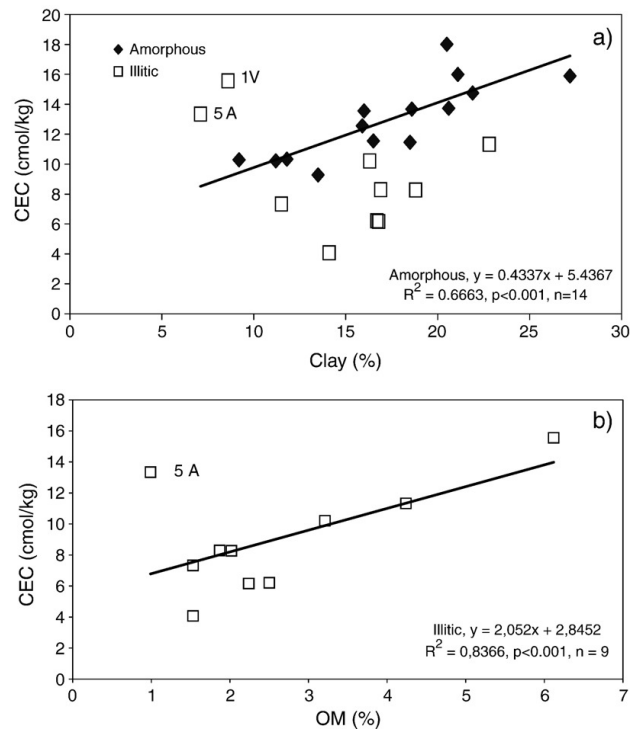 20
18
16
14
12
10
8
6
4
2
0
CEC (cmol/kg)
a)
Amorphous
Illitic
1V
5 A
Amorphous, y = 0.4337x + 5.4367
R2 = 0.6663, p<0.001, n=14
0 5 10 15 20 25 30
Clay (%)
18
16
14
12
10
8
6
4
2
0
CEC (cmol/kg)
b)
5 A
Illitic, y = 2,052x + 2,8452
R2 = 0,8366, p<0.001, n = 9
0 1 2 3 4 5 6 7
OM (%)